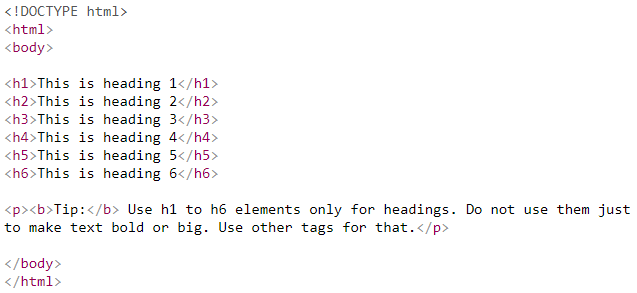 <!DOCTYPE html>
<html>
<body>

<h1>This is heading 1</h1>
<h2>This is heading 2</h2>
<h3>This is heading 3</h3>
<h4>This is heading 4</h4>
<h5>This is heading 5</h5>
<h6>This is heading 6</h6>

<p><b>Tip:</b> Use h1 to h6 elements only for headings. Do not use them just
to make text bold or big. Use other tags for that.</p>

</body>
</html>